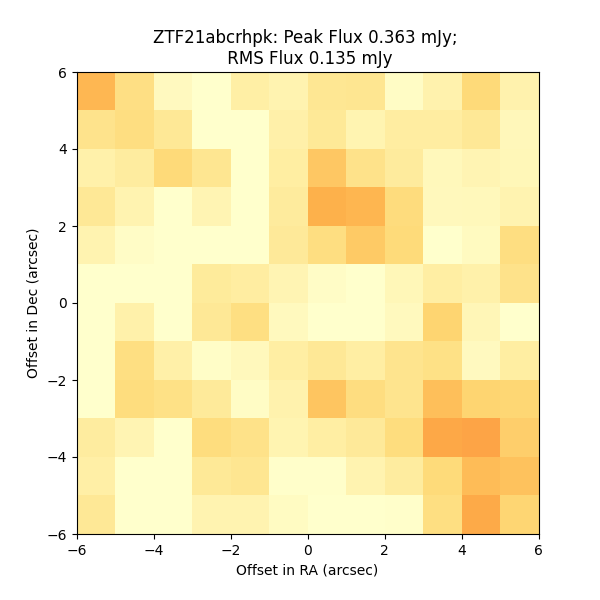 ZTF21abcrhpk: Peak Flux 0.363 mJy;
RMS Flux 0.135 mJy
6
4
2
0
−2
−4
−6
Offset in Dec (arcsec)
−6 −4 −2 0 2 4 6
Offset in RA (arcsec)